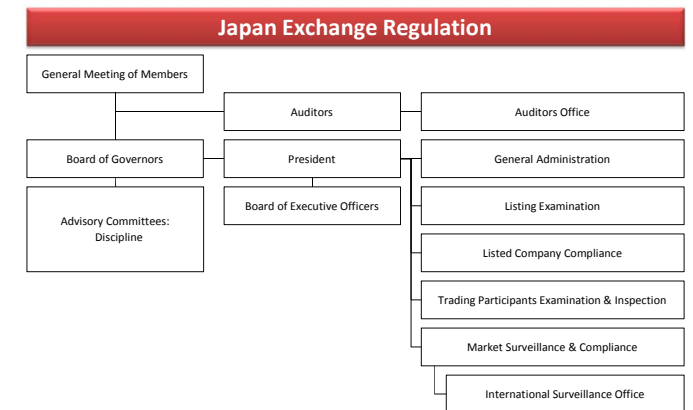 Japan Exchange Regulation
General Meeting of Members
Auditors
Auditors Office
Board of Governors
President
General Administration
Advisory Committees:
Discipline
Board of Executive Officers
Listing Examination
Listed Company Compliance
Trading Participants Examination & Inspection
Market Surveillance & Compliance
International Surveillance Office